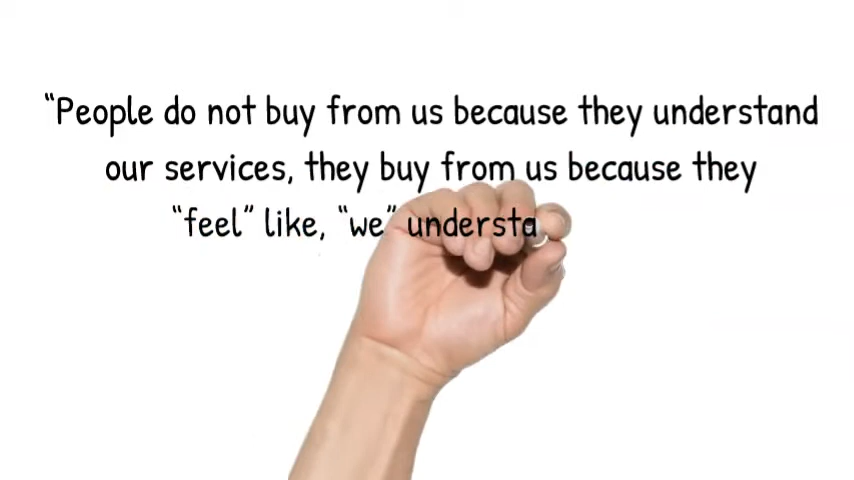 “People do not buy from us because they understand
our services, they buy from us because they
“feel” like, “we” understa